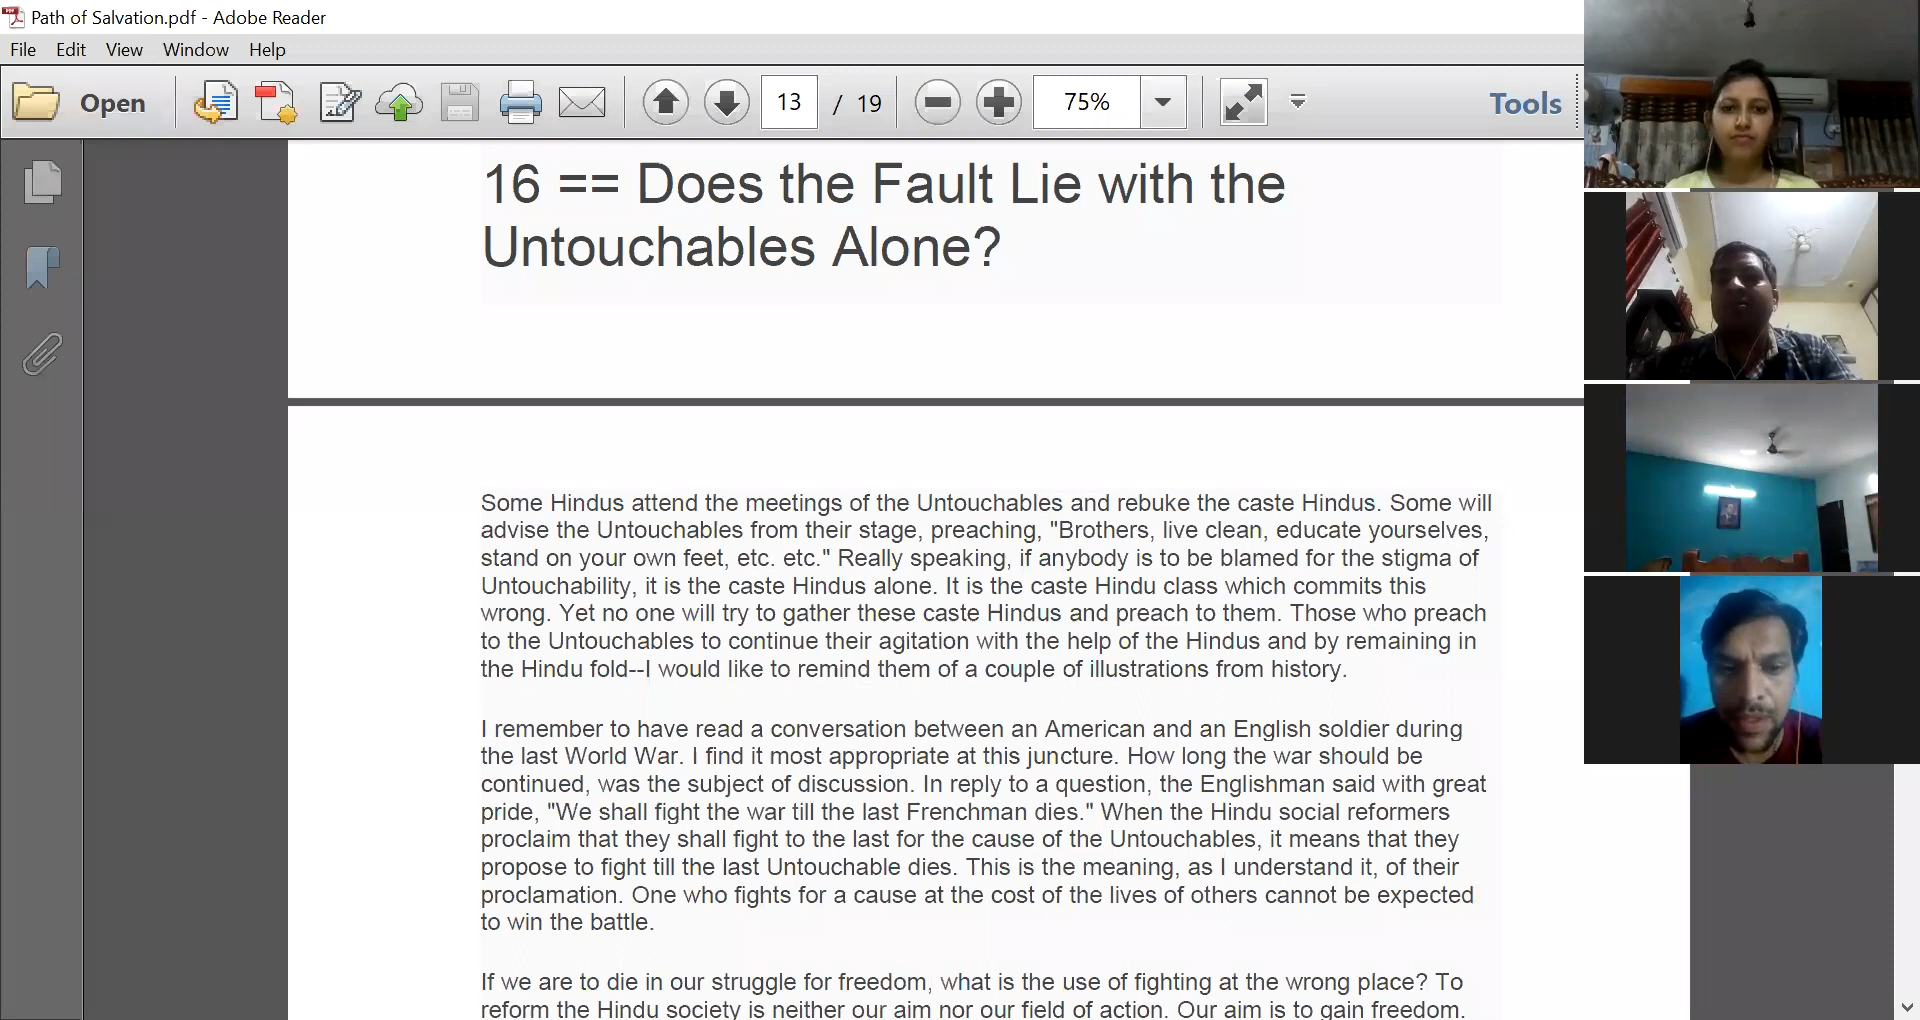 Path of Salvation.pdf - Adobe Reader
File Edit View Window Help
Open 13 / 19 75% Tools
16 == Does the Fault Lie with the
Untouchables Alone?
Some Hindus attend the meetings of the Untouchables and rebuke the caste Hindus. Some will
advise the Untouchables from their stage, preaching, "Brothers, live clean, educate yourselves,
stand on your own feet, etc. etc." Really speaking, if anybody is to be blamed for the stigma of
Untouchability, it is the caste Hindus alone. It is the caste Hindu class which commits this
wrong. Yet no one will try to gather these caste Hindus and preach to them. Those who preach
to the Untouchables to continue their agitation with the help of the Hindus and by remaining in
the Hindu fold--I would like to remind them of a couple of illustrations from history.
I remember to have read a conversation between an American and an English soldier during
the last World War. I find it most appropriate at this juncture. How long the war should be
continued, was the subject of discussion. In reply to a question, the Englishman said with great
pride, "We shall fight the war till the last Frenchman dies." When the Hindu social reformers
proclaim that they shall fight to the last for the cause of the Untouchables, it means that they
propose to fight till the last Untouchable dies. This is the meaning, as I understand it, of their
proclamation. One who fights for a cause at the cost of the lives of others cannot be expected
to win the battle.
If we are to die in our struggle for freedom, what is the use of fighting at the wrong place? To
reform the Hindu society is neither our aim nor our field of action. Our aim is to gain freedom.